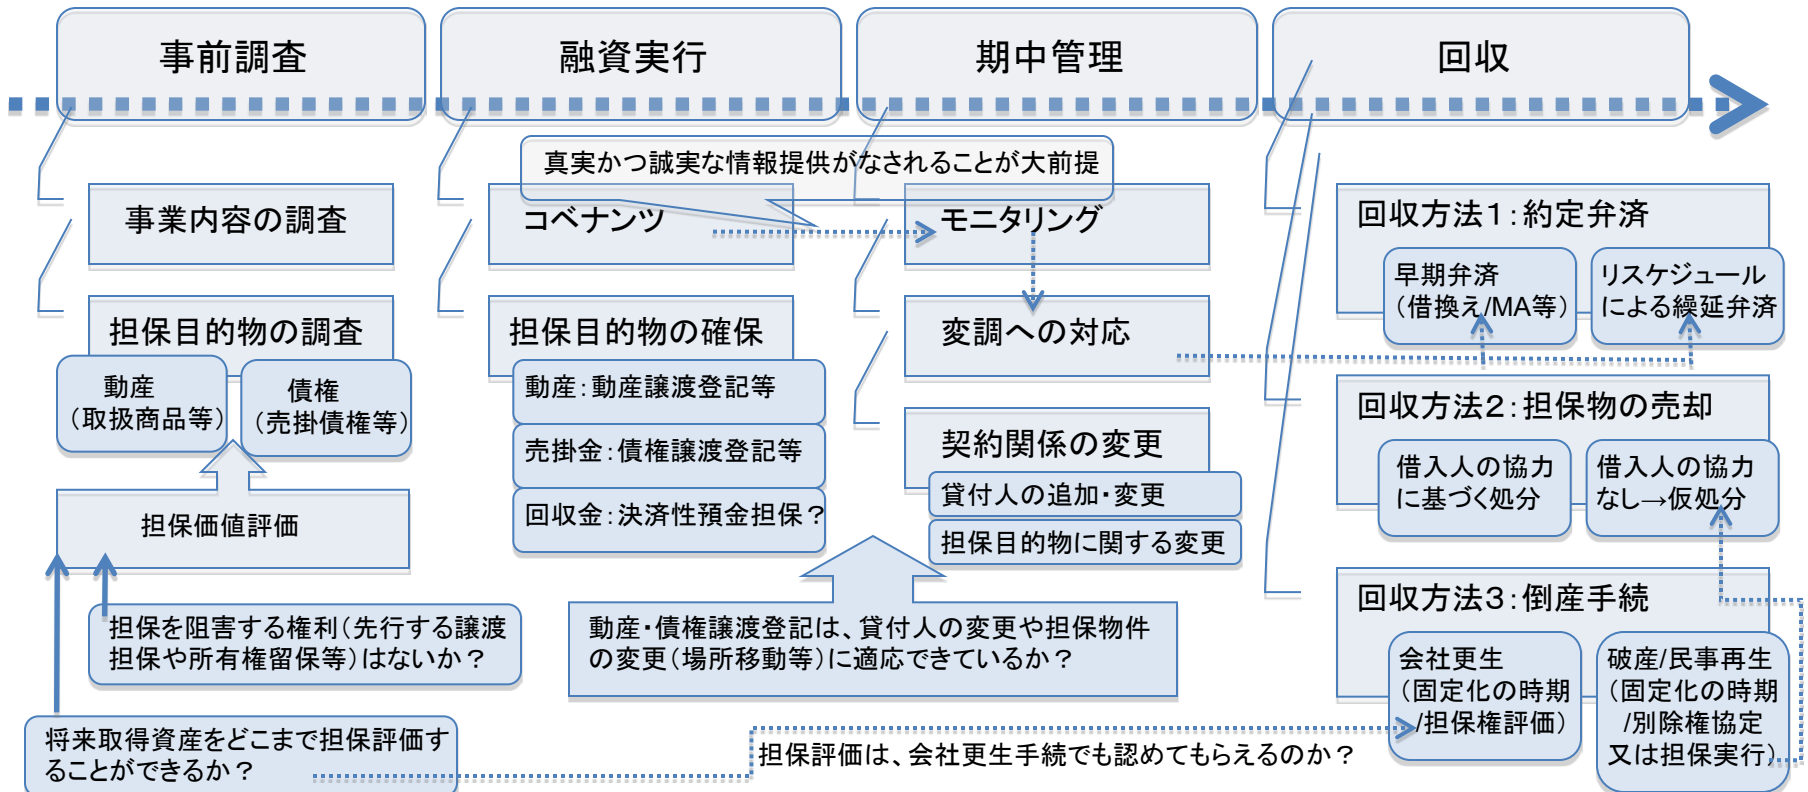 事前調査
融資実行
期中管理
回収
真実かつ誠実な情報提供がなされることが大前提
事業内容の調査
担保目的物の調査
動産
(取扱商品等)
債権
(売掛債権等)
担保価値評価
担保を阻害する権利(先行する譲渡
担保や所有権留保等)はないか?
将来取得資産をどこまで担保評価す
ることができるか?
コベナンツ
担保目的物の確保
動産:動産譲渡登記等
売掛金:債権譲渡登記等
回収金:決済性預金担保?
モニタリング
変調への対応
契約関係の変更
貸付人の追加・変更
担保目的物に関する変更
動産・債権譲渡登記は、貸付人の変更や担保物件
の変更(場所移動等)に適応できているか?
担保評価は、会社更生手続でも認めてもらえるのか?
回収方法1:約定弁済
早期弁済
(借換え/MA等)
リスケジュール
による繰延弁済
回収方法2:担保物の売却
借入人の協力
に基づく処分
借入人の協力
なし→仮処分
回収方法3:倒産手続
会社更生
(固定化の時期
/担保権評価)
破産/民事再生
(固定化の時期
/別除権協定
又は担保実行)